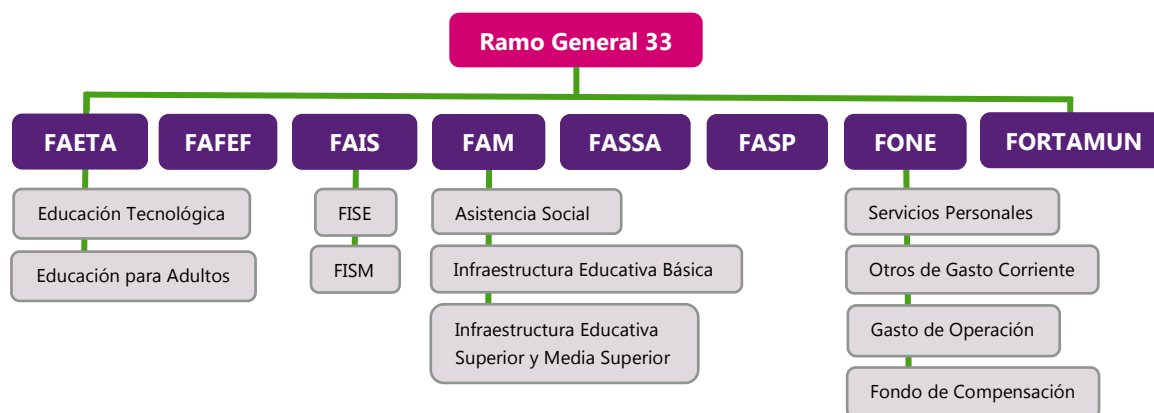 Ramo General 33
FAETA
FAFEF
FAIS
FAM
FASSA
FASP
FONE
FORTAMUN
Educación Tecnológica
Educación para Adultos
FISE
FISM
Asistencia Social
Infraestructura Educativa Básica
Infraestructura Educativa
Superior y Media Superior
Servicios Personales
Otros de Gasto Corriente
Gasto de Operación
Fondo de Compensación